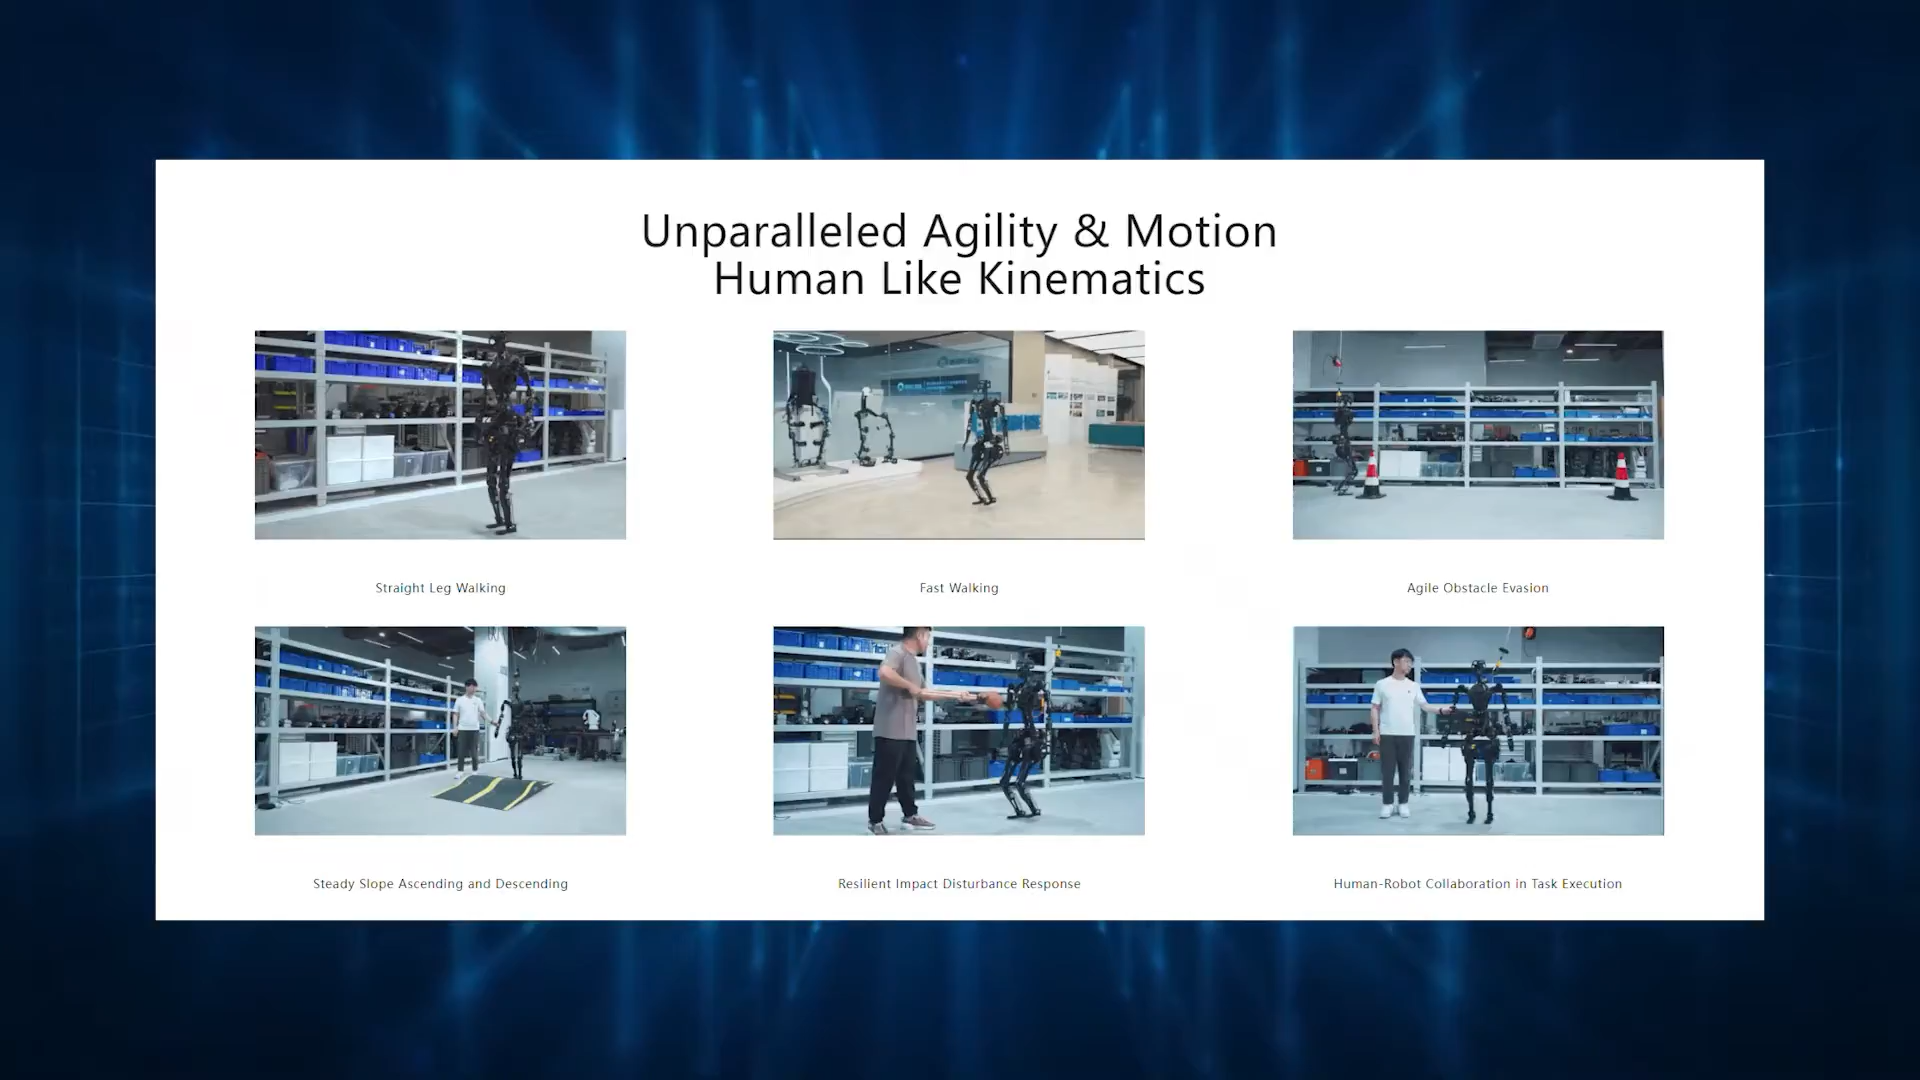 Unparalleled Agility & Motion
Human Like Kinematics
Straight Leg Walking
Fast Walking
Agile Obstacle Evasion
Steady Slope Ascending and Descending
Resilient Impact Disturbance Response
Human-Robot Collaboration in Task Execution